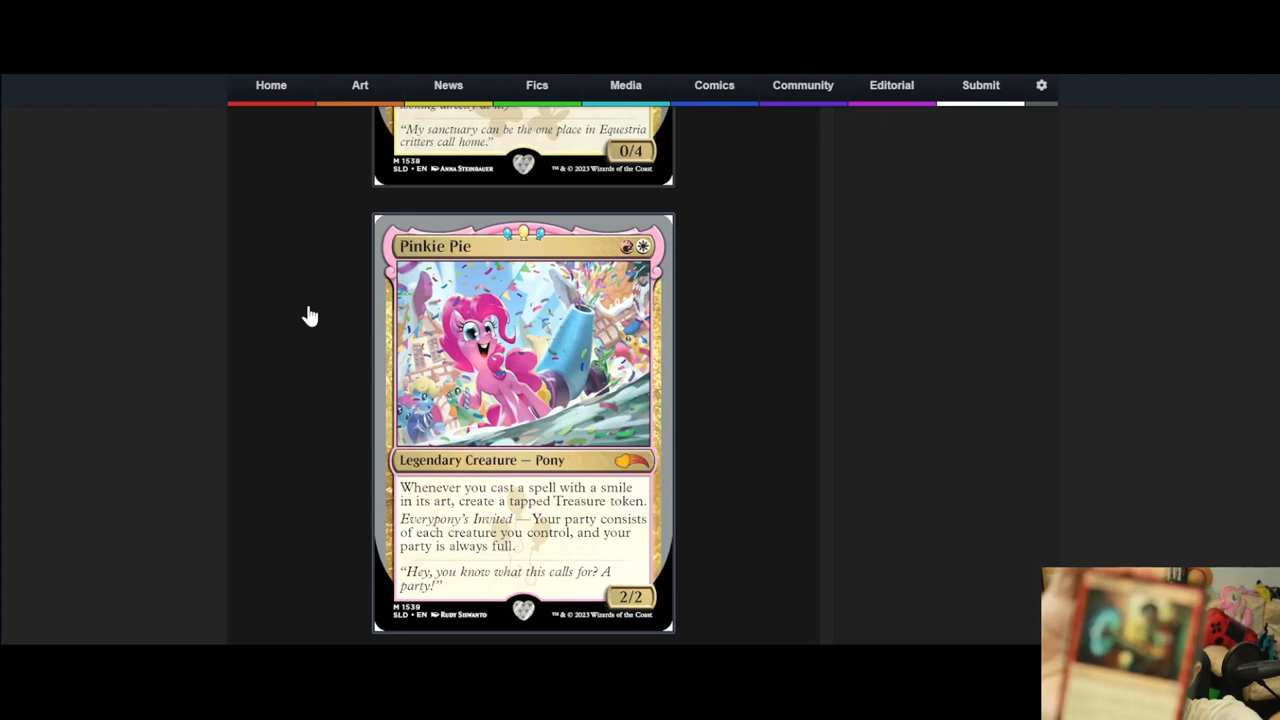 Home Art News Fics Media Comics Community Editorial Submit
“My sanctuary can be the one place in Equestria
critters call home.”
0/4
M 1538
SLD • EN ANNA STEINBAUER
™ & © 2023 Wizards of the Coast
Pinkie Pie
Legendary Creature — Pony
Whenever you cast a spell with a smile
in its art, create a tapped Treasure token.
Everypony's Invited — Your party consists
of each creature you control, and your
party is always full.
“Hey, you know what this calls for? A
party!”
2/2
M 1539
SLD • EN RUDY SISWANTO
™ & © 2023 Wizards of the Coast